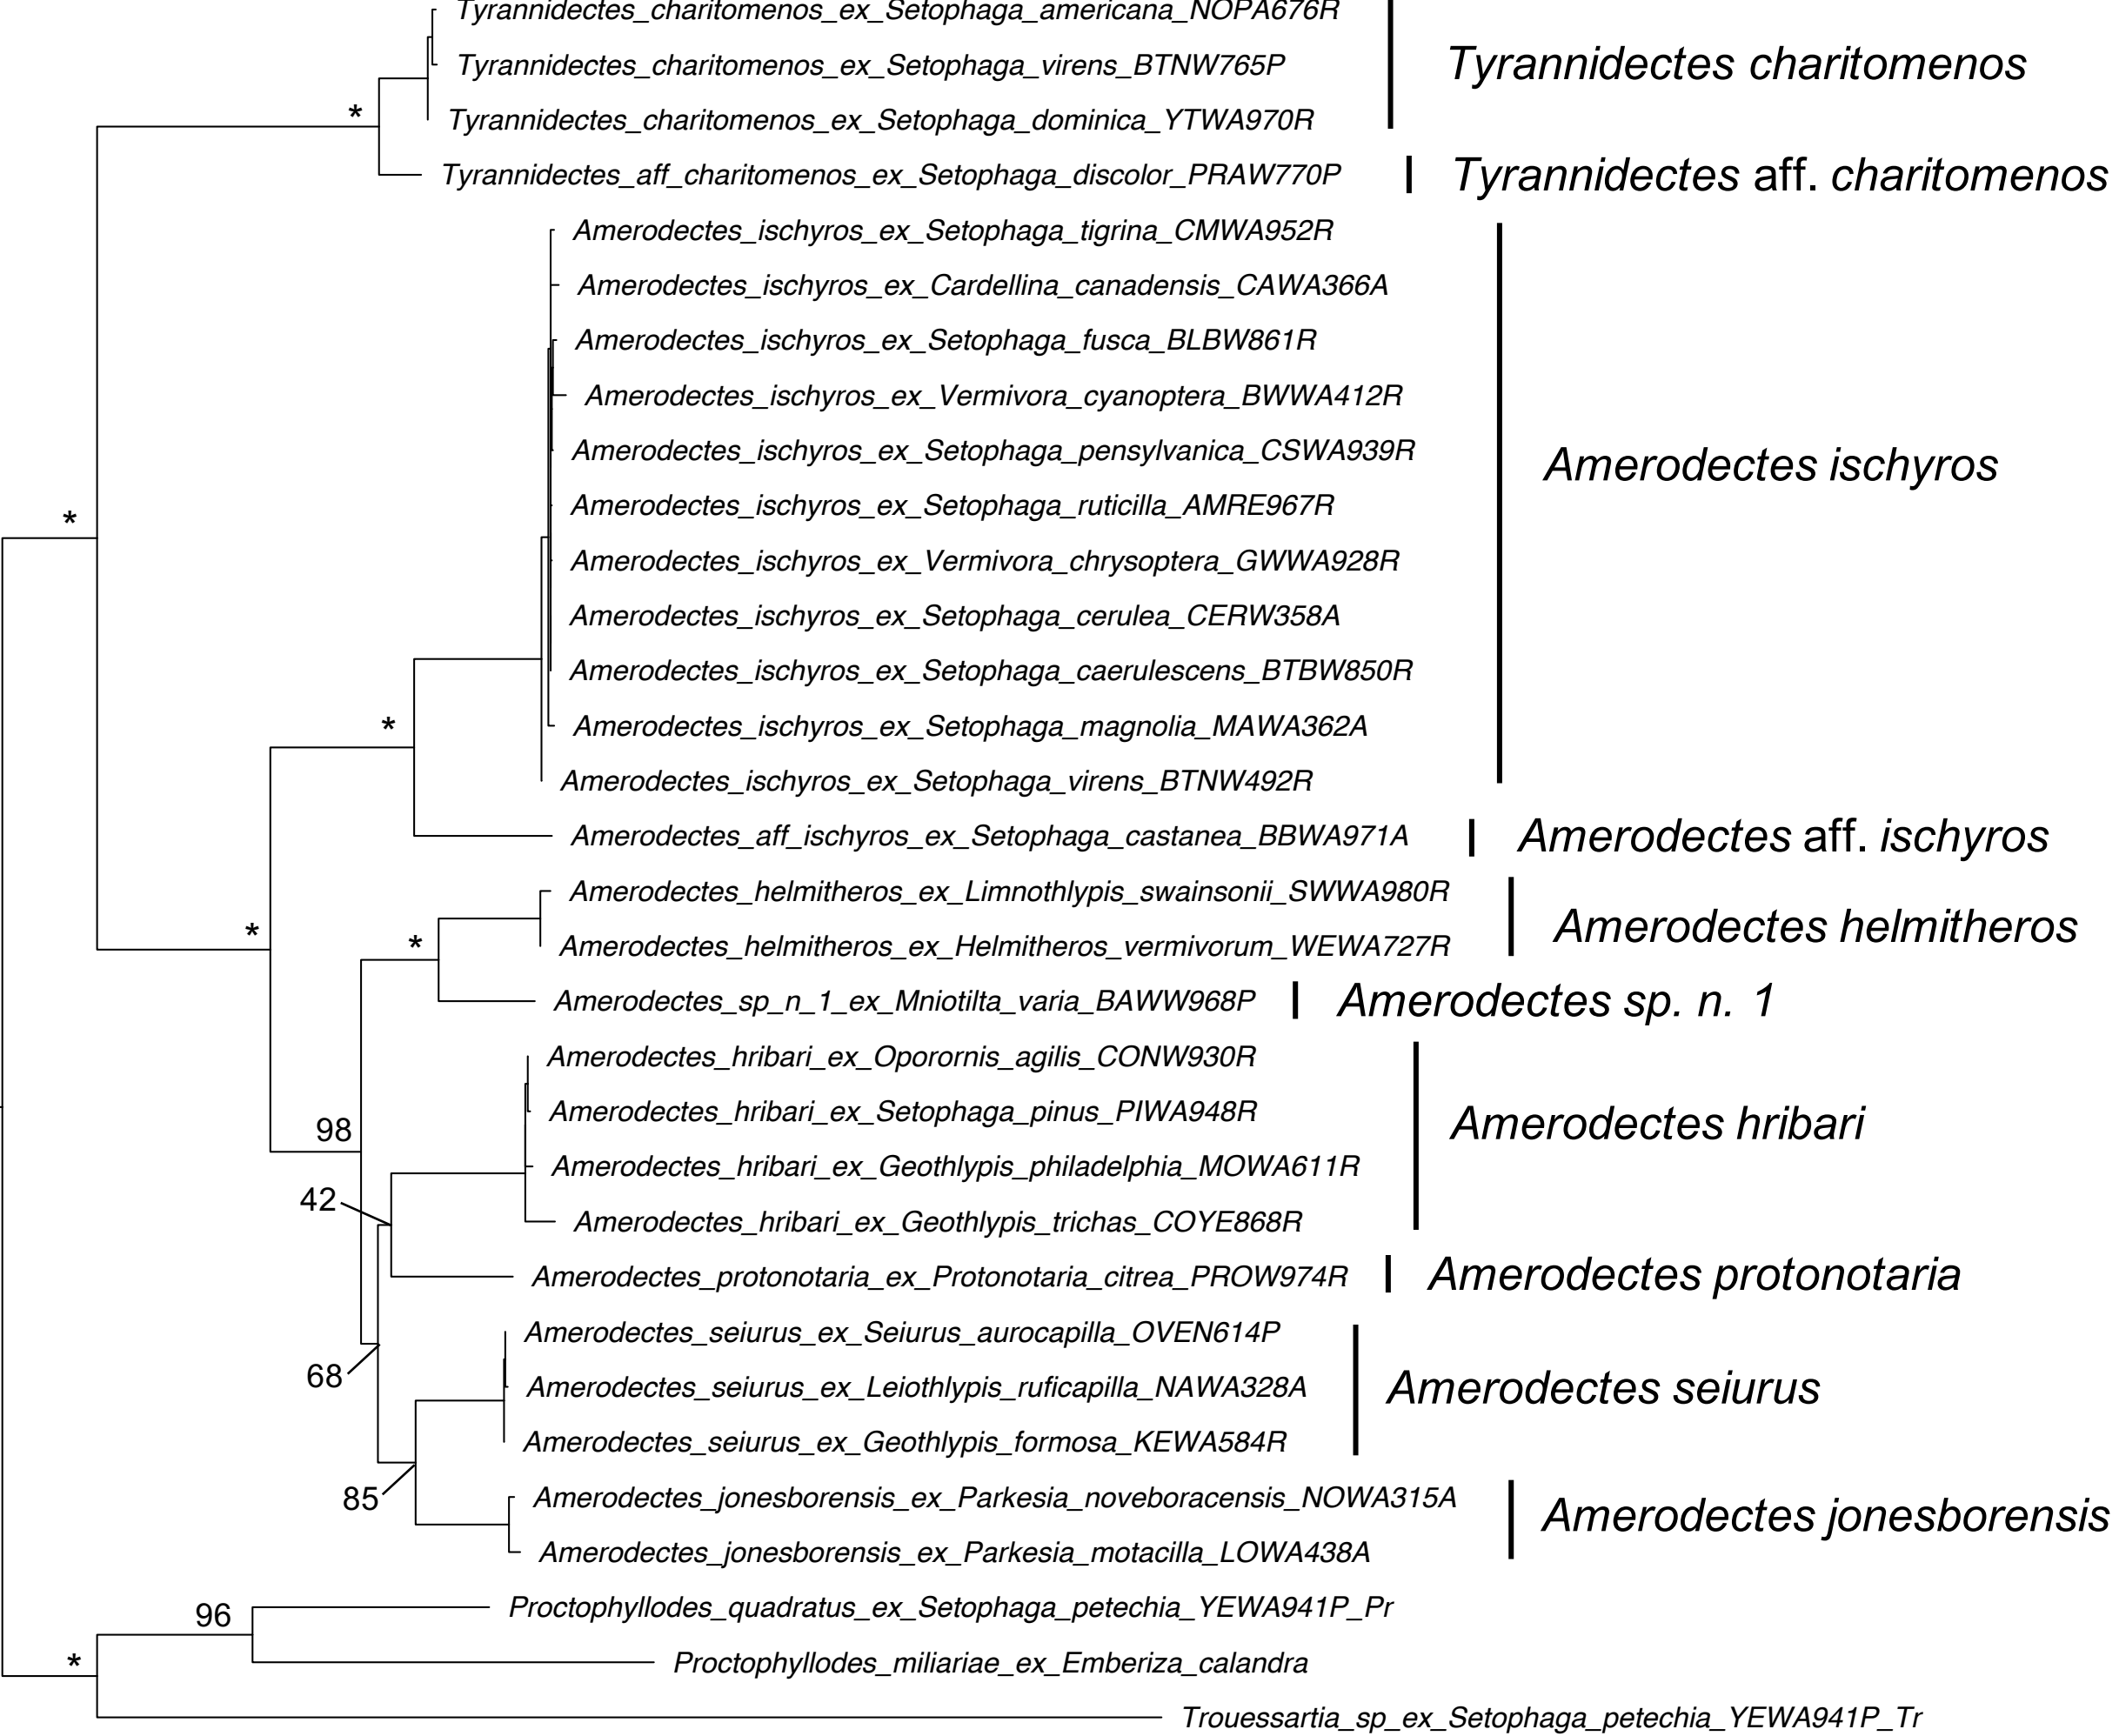 Tyrannidectes_charitomenos_ex_Setophaga_americana_NOPA676R
Tyrannidectes_charitomenos_ex_Setophaga_virens_BTNW765P
Tyrannidectes charitomenos
Tyrannidectes_charitomenos_ex_Setophaga_dominica_YTWA970R
*
Tyrannidectes_aff_charitomenos_ex_Setophaga_discolor_PRAW770P
Tyrannidectes aff. charitomenos
Amerodectes_ischyros_ex_Setophaga_tigrina_CMWA952R
Amerodectes_ischyros_ex_Cardellina_canadensis_CAWA366A
Amerodectes_ischyros_ex_Setophaga_fusca_BLBW861R
Amerodectes_ischyros_ex_Vermivora_cyanoptera_BWWA412R
Amerodectes_ischyros_ex_Setophaga_pensylvanica_CSWA939R
Amerodectes ischyros
Amerodectes_ischyros_ex_Setophaga_ruticilla_AMRE967R
*
Amerodectes_ischyros_ex_Vermivora_chrysoptera_GWWA928R
Amerodectes_ischyros_ex_Setophaga_cerulea_CERW358A
Amerodectes_ischyros_ex_Setophaga_caerulescens_BTBW850R
Amerodectes_ischyros_ex_Setophaga_magnolia_MAWA362A
*
Amerodectes_ischyros_ex_Setophaga_virens_BTNW492R
Amerodectes_aff_ischyros_ex_Setophaga_castanea_BBWA971A
Amerodectes aff. ischyros
Amerodectes_helmitheros_ex_Limnothlypis_swainsonii_SWWA980R
Amerodectes helmitheros
*
*
Amerodectes_helmitheros_ex_Helmitheros_vermivorum_WEWA727R
Amerodectes_sp_n_1_ex_Mniotilta_varia_BAWW968P
Amerodectes sp. n. 1
Amerodectes_hribari_ex_Oporornis_agilis_CONW930R
Amerodectes_hribari_ex_Setophaga_pinus_PIWA948R
Amerodectes hribari
98
Amerodectes_hribari_ex_Geothlypis_philadelphia_MOWA611R
42
Amerodectes_hribari_ex_Geothlypis_trichas_COYE868R
Amerodectes_protonotaria_ex_Protonotaria_citrea_PROW974R
Amerodectes protonotaria
Amerodectes_seiurus_ex_Seiurus_aurocapilla_OVEN614P
68
Amerodectes_seiurus_ex_Leiothlypis_ruficapilla_NAWA328A
Amerodectes seiurus
Amerodectes_seiurus_ex_Geothlypis_formosa_KEWA584R
85
Amerodectes_jonesborensis_ex_Parkesia_noveboracensis_NOWA315A
Amerodectes jonesborensis
Amerodectes_jonesborensis_ex_Parkesia_motacilla_LOWA438A
96
Proctophyllodes_quadratus_ex_Setophaga_petechia_YEWA941P_Pr
*
Proctophyllodes_miliariae_ex_Emberiza_calandra
Trouessartia_sp_ex_Setophaga_petechia_YEWA941P_Tr